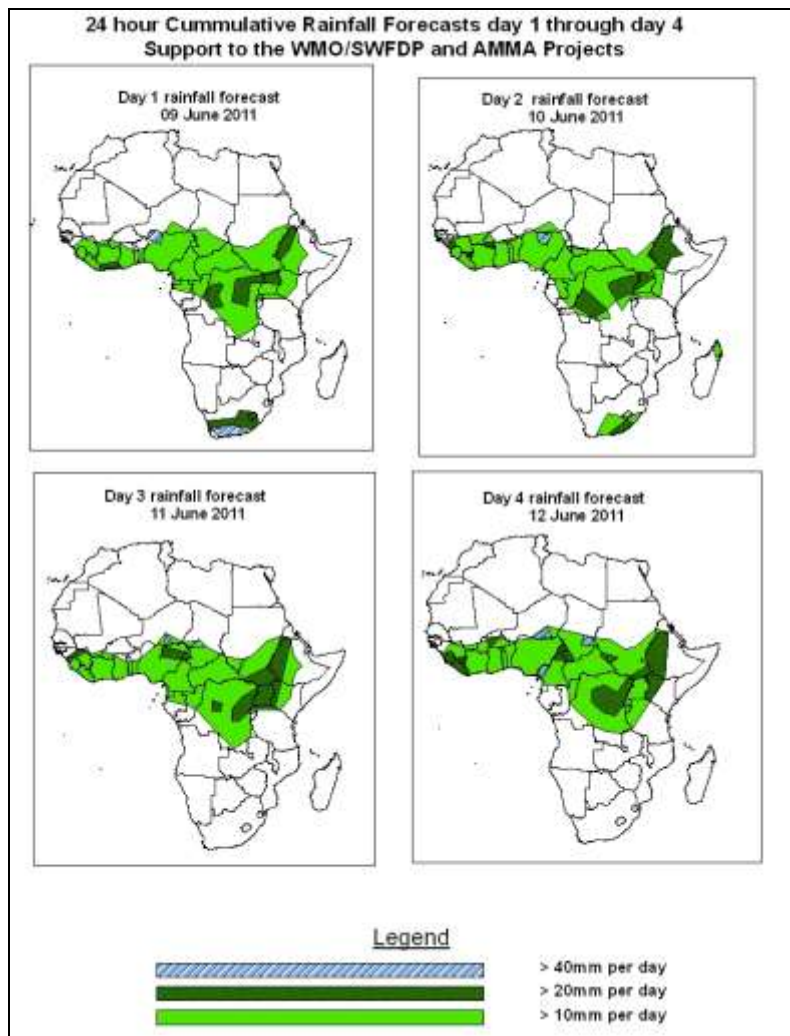 24 hour Cummulative Rainfall Forecasts day 1 through day 4
Support to the WMO/SWFDP and AMMA Projects
Day 1 rainfall forecast
09 June 2011
Day 2 rainfall forecast
10 June 2011
Day 3 rainfall forecast
11 June 2011
Day 4 rainfall forecast
12 June 2011
Legend
> 40mm per day
> 20mm per day
> 10mm per day